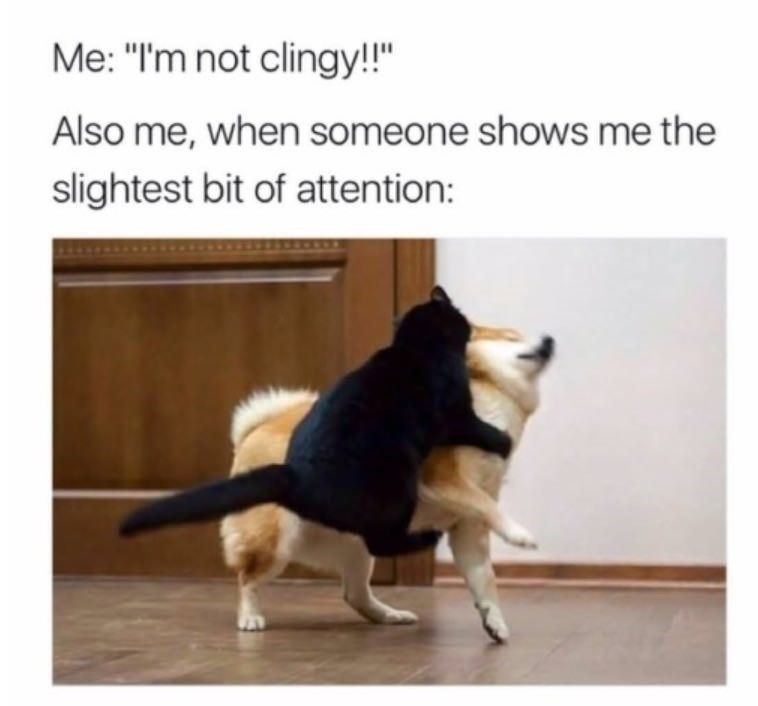 Me: "I'm not clingy!!"
Also me, when someone shows me the
slightest bit of attention: